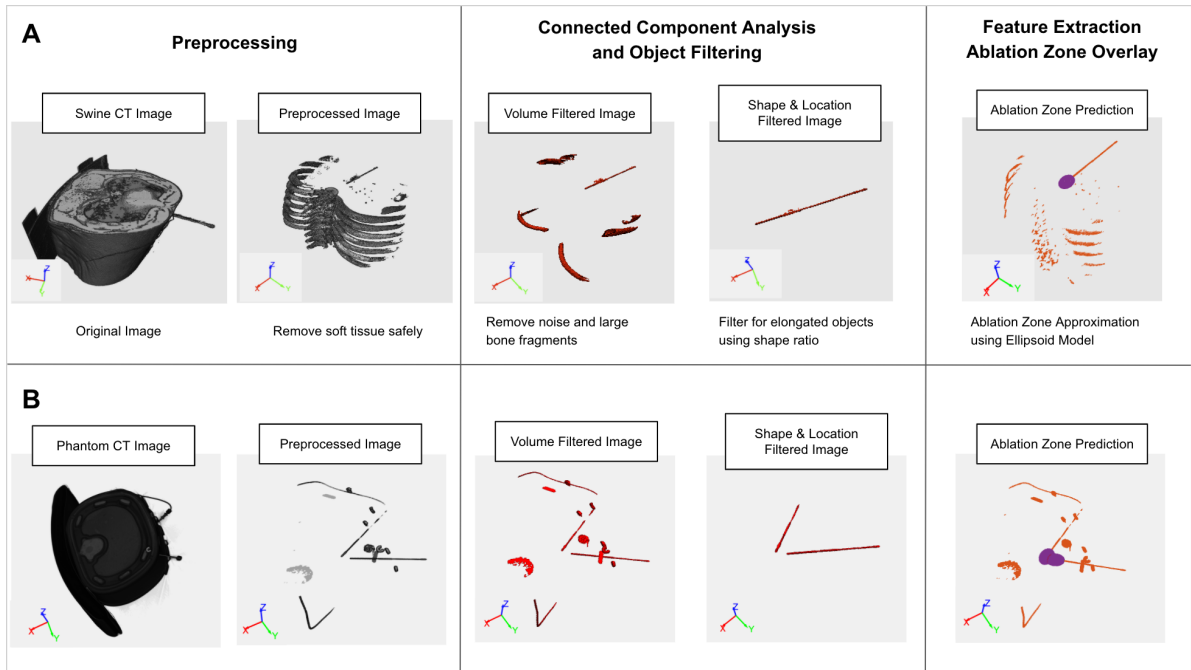 A
Preprocessing
Connected Component Analysis
and Object Filtering
Feature Extraction
Ablation Zone Overlay
Swine CT Image
Preprocessed Image
Volume Filtered Image
Shape & Location
Filtered Image
Ablation Zone Prediction
X
Z
Y
X
Z
Y
X
Z
Y
X
Z
Y
X
Z
Y
Original Image
Remove soft tissue safely
Remove noise and large
bone fragments
Filter for elongated objects
using shape ratio
Ablation Zone Approximation
using Ellipsoid Model
B
Phantom CT Image
Preprocessed Image
Volume Filtered Image
Shape & Location
Filtered Image
Ablation Zone Prediction
X
Z
Y
X
Z
Y
X
Z
Y
X
Z
Y
X
Z
Y